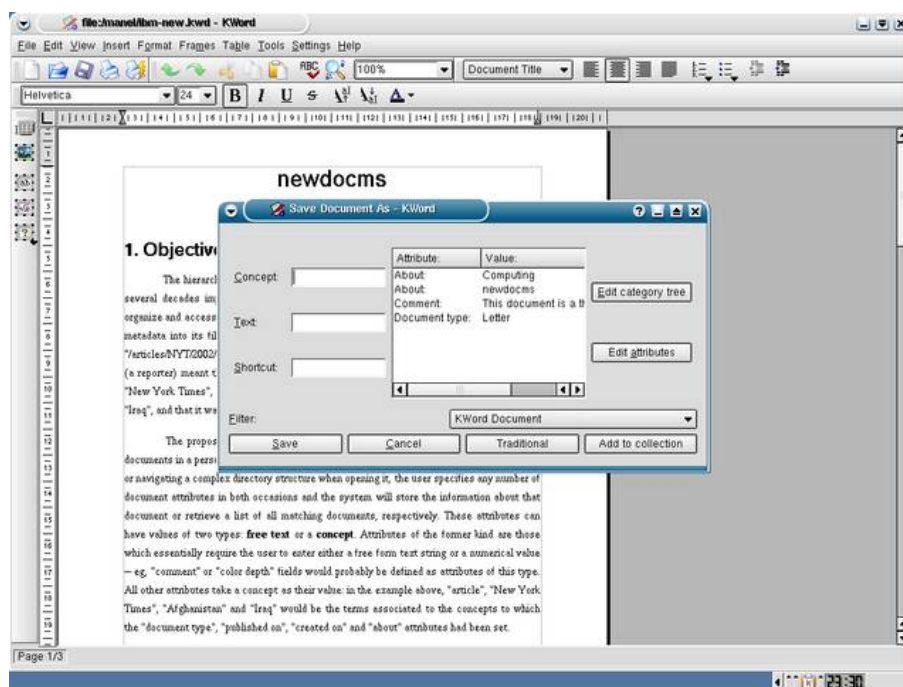 file:/manel/ibm-new.kwd - KWord
File Edit View Insert Format Frames Table Tools Settings Help
ABC 100% Document Title
Helvetica 24 B I U S A
newdocms
Save Document As - KWord
1. Objective
Attribute: Value:
Concept:
About: Computing
About: newdocms
Comment: This document is a th
Document type: Letter
Edit category tree
Text:
Edit attributes
Shortcut:
Filter: KWord Document
Save Cancel Traditional Add to collection
The hierarch
several decades im
organize and access
metadata into its fil
"/articles/NYT/2002/
(a reporter) meant t
"New York Times",
"Iraq", and that it wa
The propos
documents in a pers
or navigating a complex directory structure when opening it, the user specifies any number of
document attributes in both occasions and the system will store the information about that
document or retrieve a list of all matching documents, respectively. These attributes can
have values of two types: free text or a concept. Attributes of the former kind are those
which essentially require the user to enter either a free form text string or a numerical value
– eg, "comment" or "color depth" fields would probably be defined as attributes of this type.
All other attributes take a concept as their value: in the example above, "article", "New York
Times", "Afghanistan" and "Iraq" would be the terms associated to the concepts to which
the "document type", "published on", "created on" and "about" attributes had been set.
Page 1/3
23:30